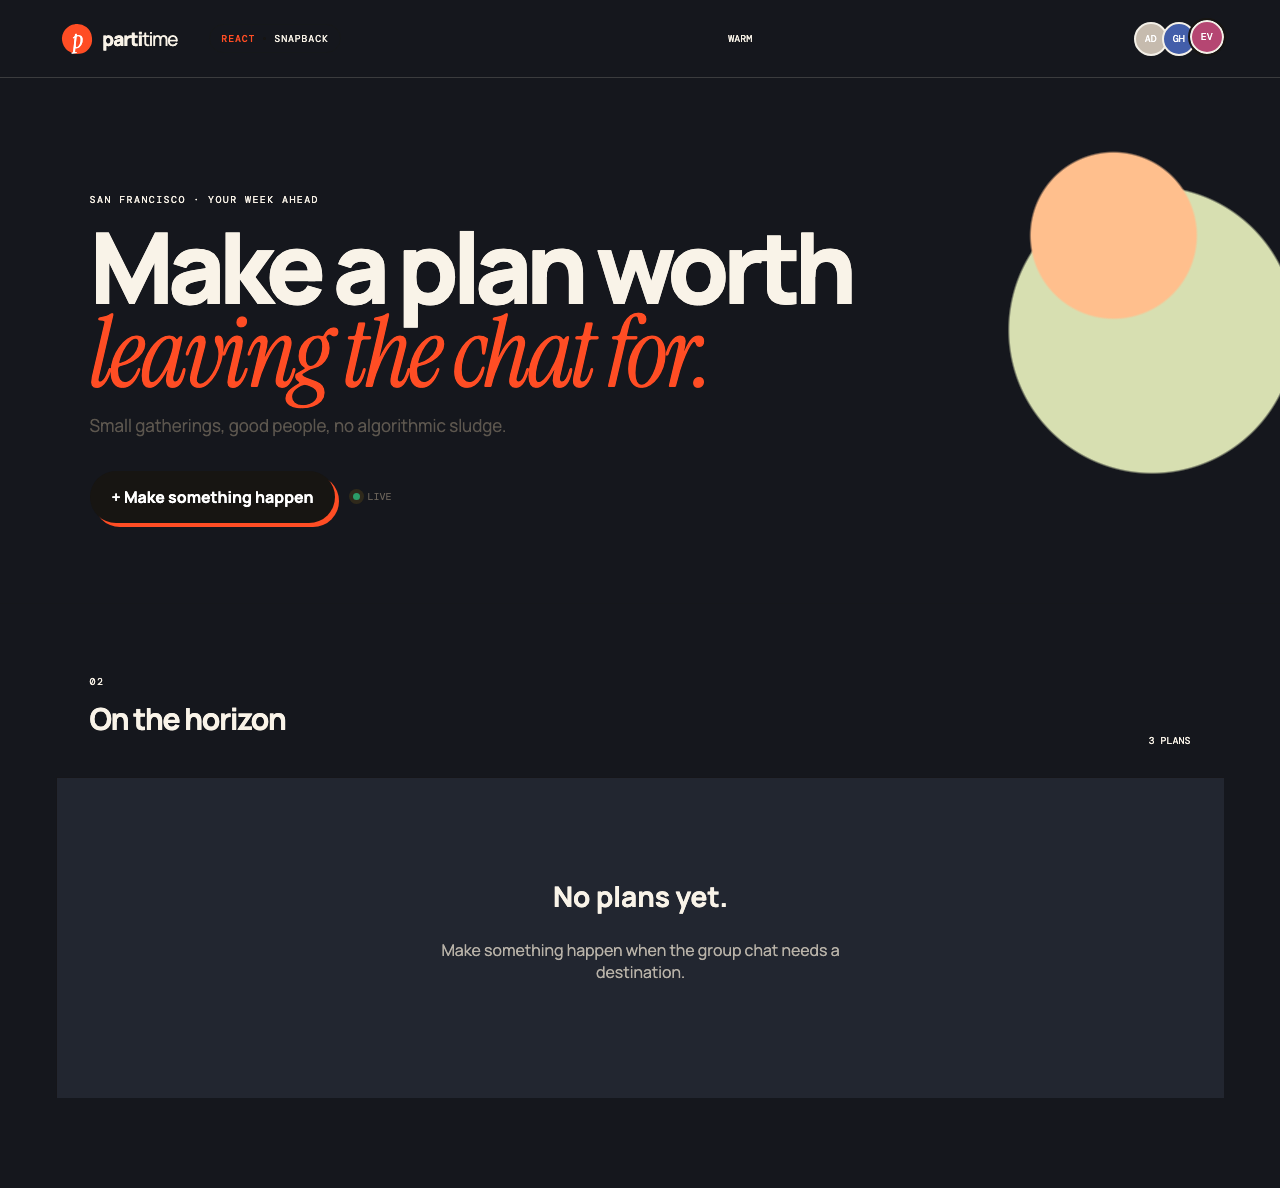 p partitime REACT SNAPBACK WARM AD GH EV
SAN FRANCISCO · YOUR WEEK AHEAD
Make a plan worth
leaving the chat for.
Small gatherings, good people, no algorithmic sludge.
+ Make something happen LIVE
02
On the horizon
3 PLANS
No plans yet.
Make something happen when the group chat needs a
destination.